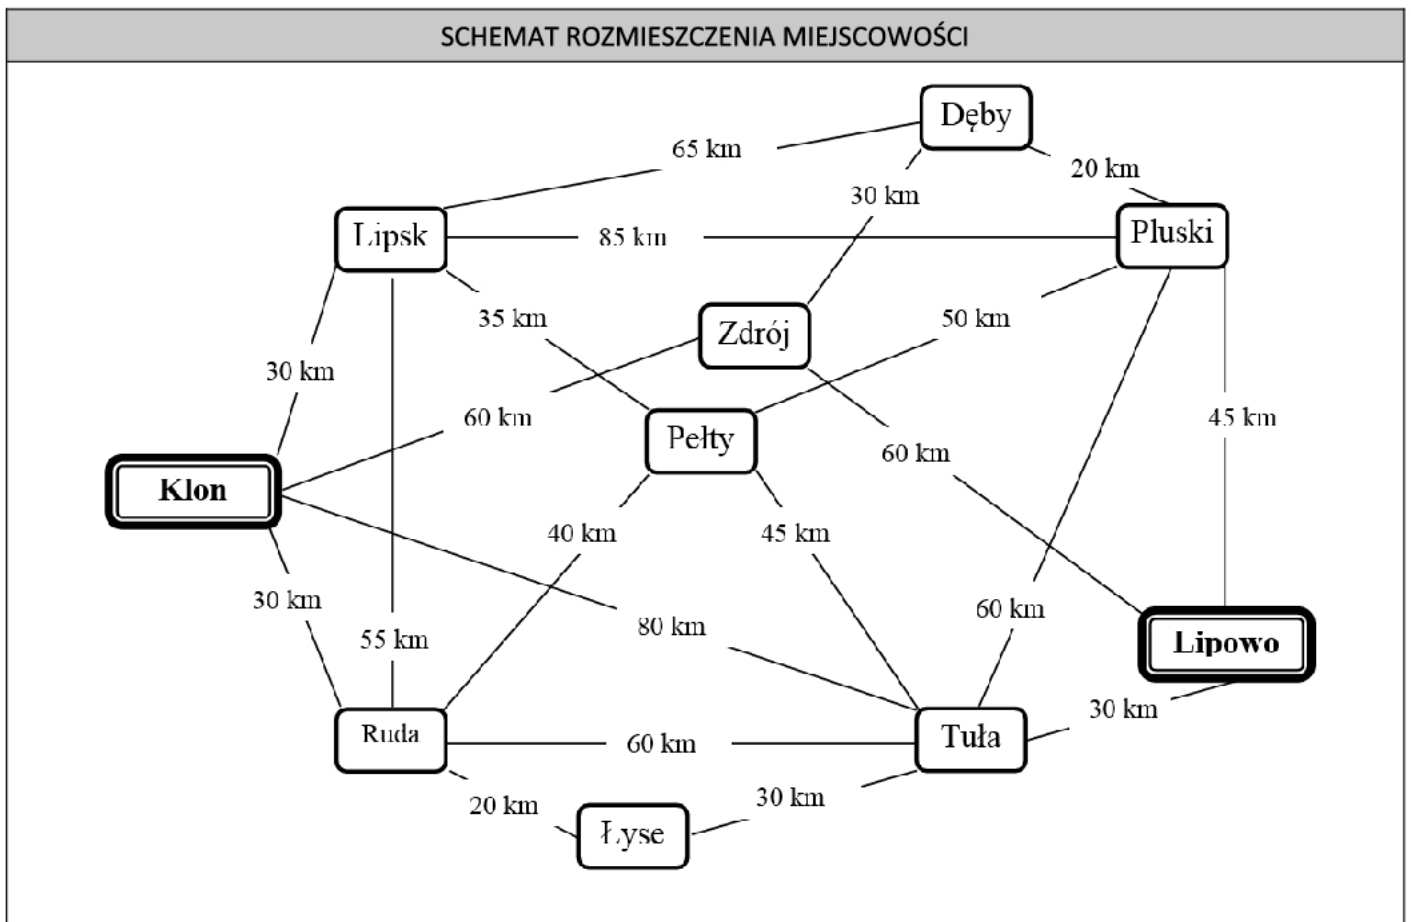 SCHEMAT ROZMIESZCZENIA MIEJSCOWOŚCI
Dęby
65 km
20 km
30 km
Lipsk
85 km
Pluski
35 km
Zdrój
50 km
30 km
60 km
Pełty
45 km
60 km
Klon
40 km
45 km
30 km
55 km
80 km
60 km
Lipowo
30 km
Ruda
60 km
Tuła
20 km
30 km
Łyse